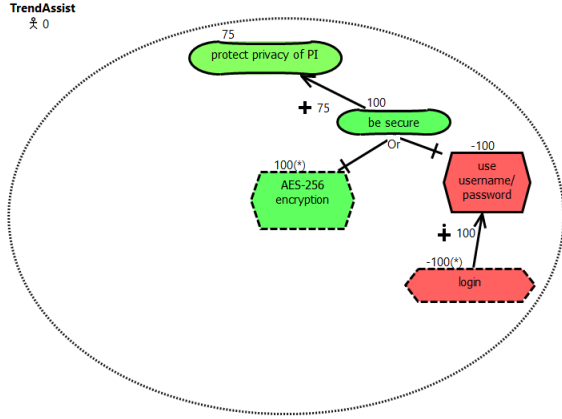 TrendAssist
0
75
protect privacy of PI
+ 75
100
be secure
Or
-100
100(*)
AES-256
encryption
use
username/
password
+ 100
-100(*)
login